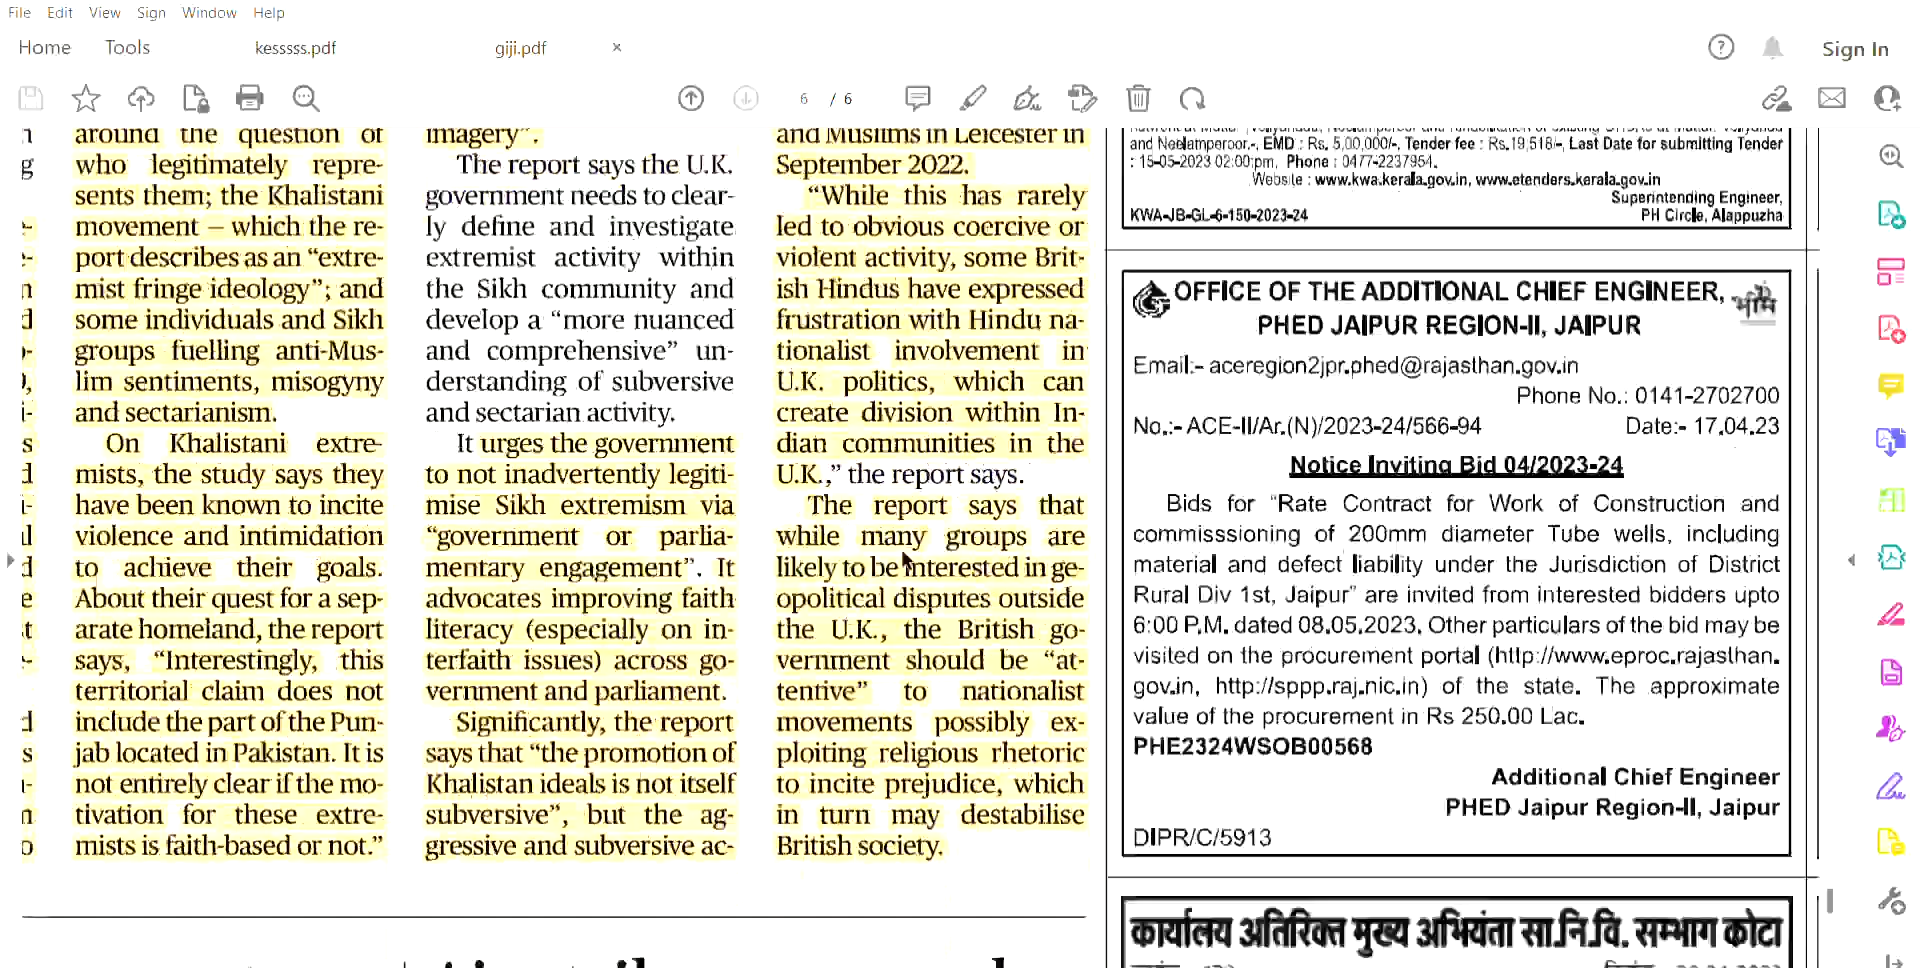 File Edit View Sign Window Help
Home Tools kesssss.pdf giji.pdf × Sign In
6 / 6
around the question of
who legitimately repre-
sents them; the Khalistani
movement – which the re-
port describes as an “extre-
mist fringe ideology”; and
some individuals and Sikh
groups fuelling anti-Mus-
lim sentiments, misogyny
and sectarianism.
On Khalistani extre-
mists, the study says they
have been known to incite
violence and intimidation
to achieve their goals.
About their quest for a sep-
arate homeland, the report
says, “Interestingly, this
territorial claim does not
include the part of the Pun-
jab located in Pakistan. It is
not entirely clear if the mo-
tivation for these extre-
mists is faith-based or not.”
imagery”.
The report says the U.K.
government needs to clear-
ly define and investigate
extremist activity within
the Sikh community and
develop a “more nuanced
and comprehensive” un-
derstanding of subversive
and sectarian activity.
It urges the government
to not inadvertently legiti-
mise Sikh extremism via
“government or parlia-
mentary engagement”. It
advocates improving faith
literacy (especially on in-
terfaith issues) across go-
vernment and parliament.
Significantly, the report
says that “the promotion of
Khalistan ideals is not itself
subversive”, but the ag-
gressive and subversive ac-
and Muslims in Leicester in
September 2022.
“While this has rarely
led to obvious coercive or
violent activity, some Brit-
ish Hindus have expressed
frustration with Hindu na-
tionalist involvement in
U.K. politics, which can
create division within In-
dian communities in the
U.K.,” the report says.
The report says that
while many groups are
likely to be interested in ge-
opolitical disputes outside
the U.K., the British go-
vernment should be “at-
tentive” to nationalist
movements possibly ex-
ploiting religious rhetoric
to incite prejudice, which
in turn may destabilise
British society.
and Neelamperoor.-, EMD : Rs. 5,00,000/-, Tender fee : Rs.19,518/-, Last Date for submitting Tender
: 15-05-2023 02:00:pm, Phone : 0477-2237954.
Website : www.kwa.kerala.gov.in, www.etenders.kerala.gov.in
Superintending Engineer,
KWA-JB-GL-6-150-2023-24 PH Circle, Alappuzha
OFFICE OF THE ADDITIONAL CHIEF ENGINEER,
PHED JAIPUR REGION-II, JAIPUR
Email:- aceregion2jpr.phed@rajasthan.gov.in
Phone No.: 0141-2702700
No.:- ACE-II/Ar.(N)/2023-24/566-94 Date:- 17.04.23
Notice Inviting Bid 04/2023-24
Bids for “Rate Contract for Work of Construction and
commisssioning of 200mm diameter Tube wells, including
material and defect liability under the Jurisdiction of District
Rural Div 1st, Jaipur” are invited from interested bidders upto
6:00 P.M. dated 08.05.2023. Other particulars of the bid may be
visited on the procurement portal (http://www.eproc.rajasthan.
gov.in, http://sppp.raj.nic.in) of the state. The approximate
value of the procurement in Rs 250.00 Lac.
PHE2324WSOB00568
Additional Chief Engineer
PHED Jaipur Region-II, Jaipur
DIPR/C/5913
कार्यालय अतिरिक्त मुख्य अभियंता सा.नि.वि. सम्भाग कोटा